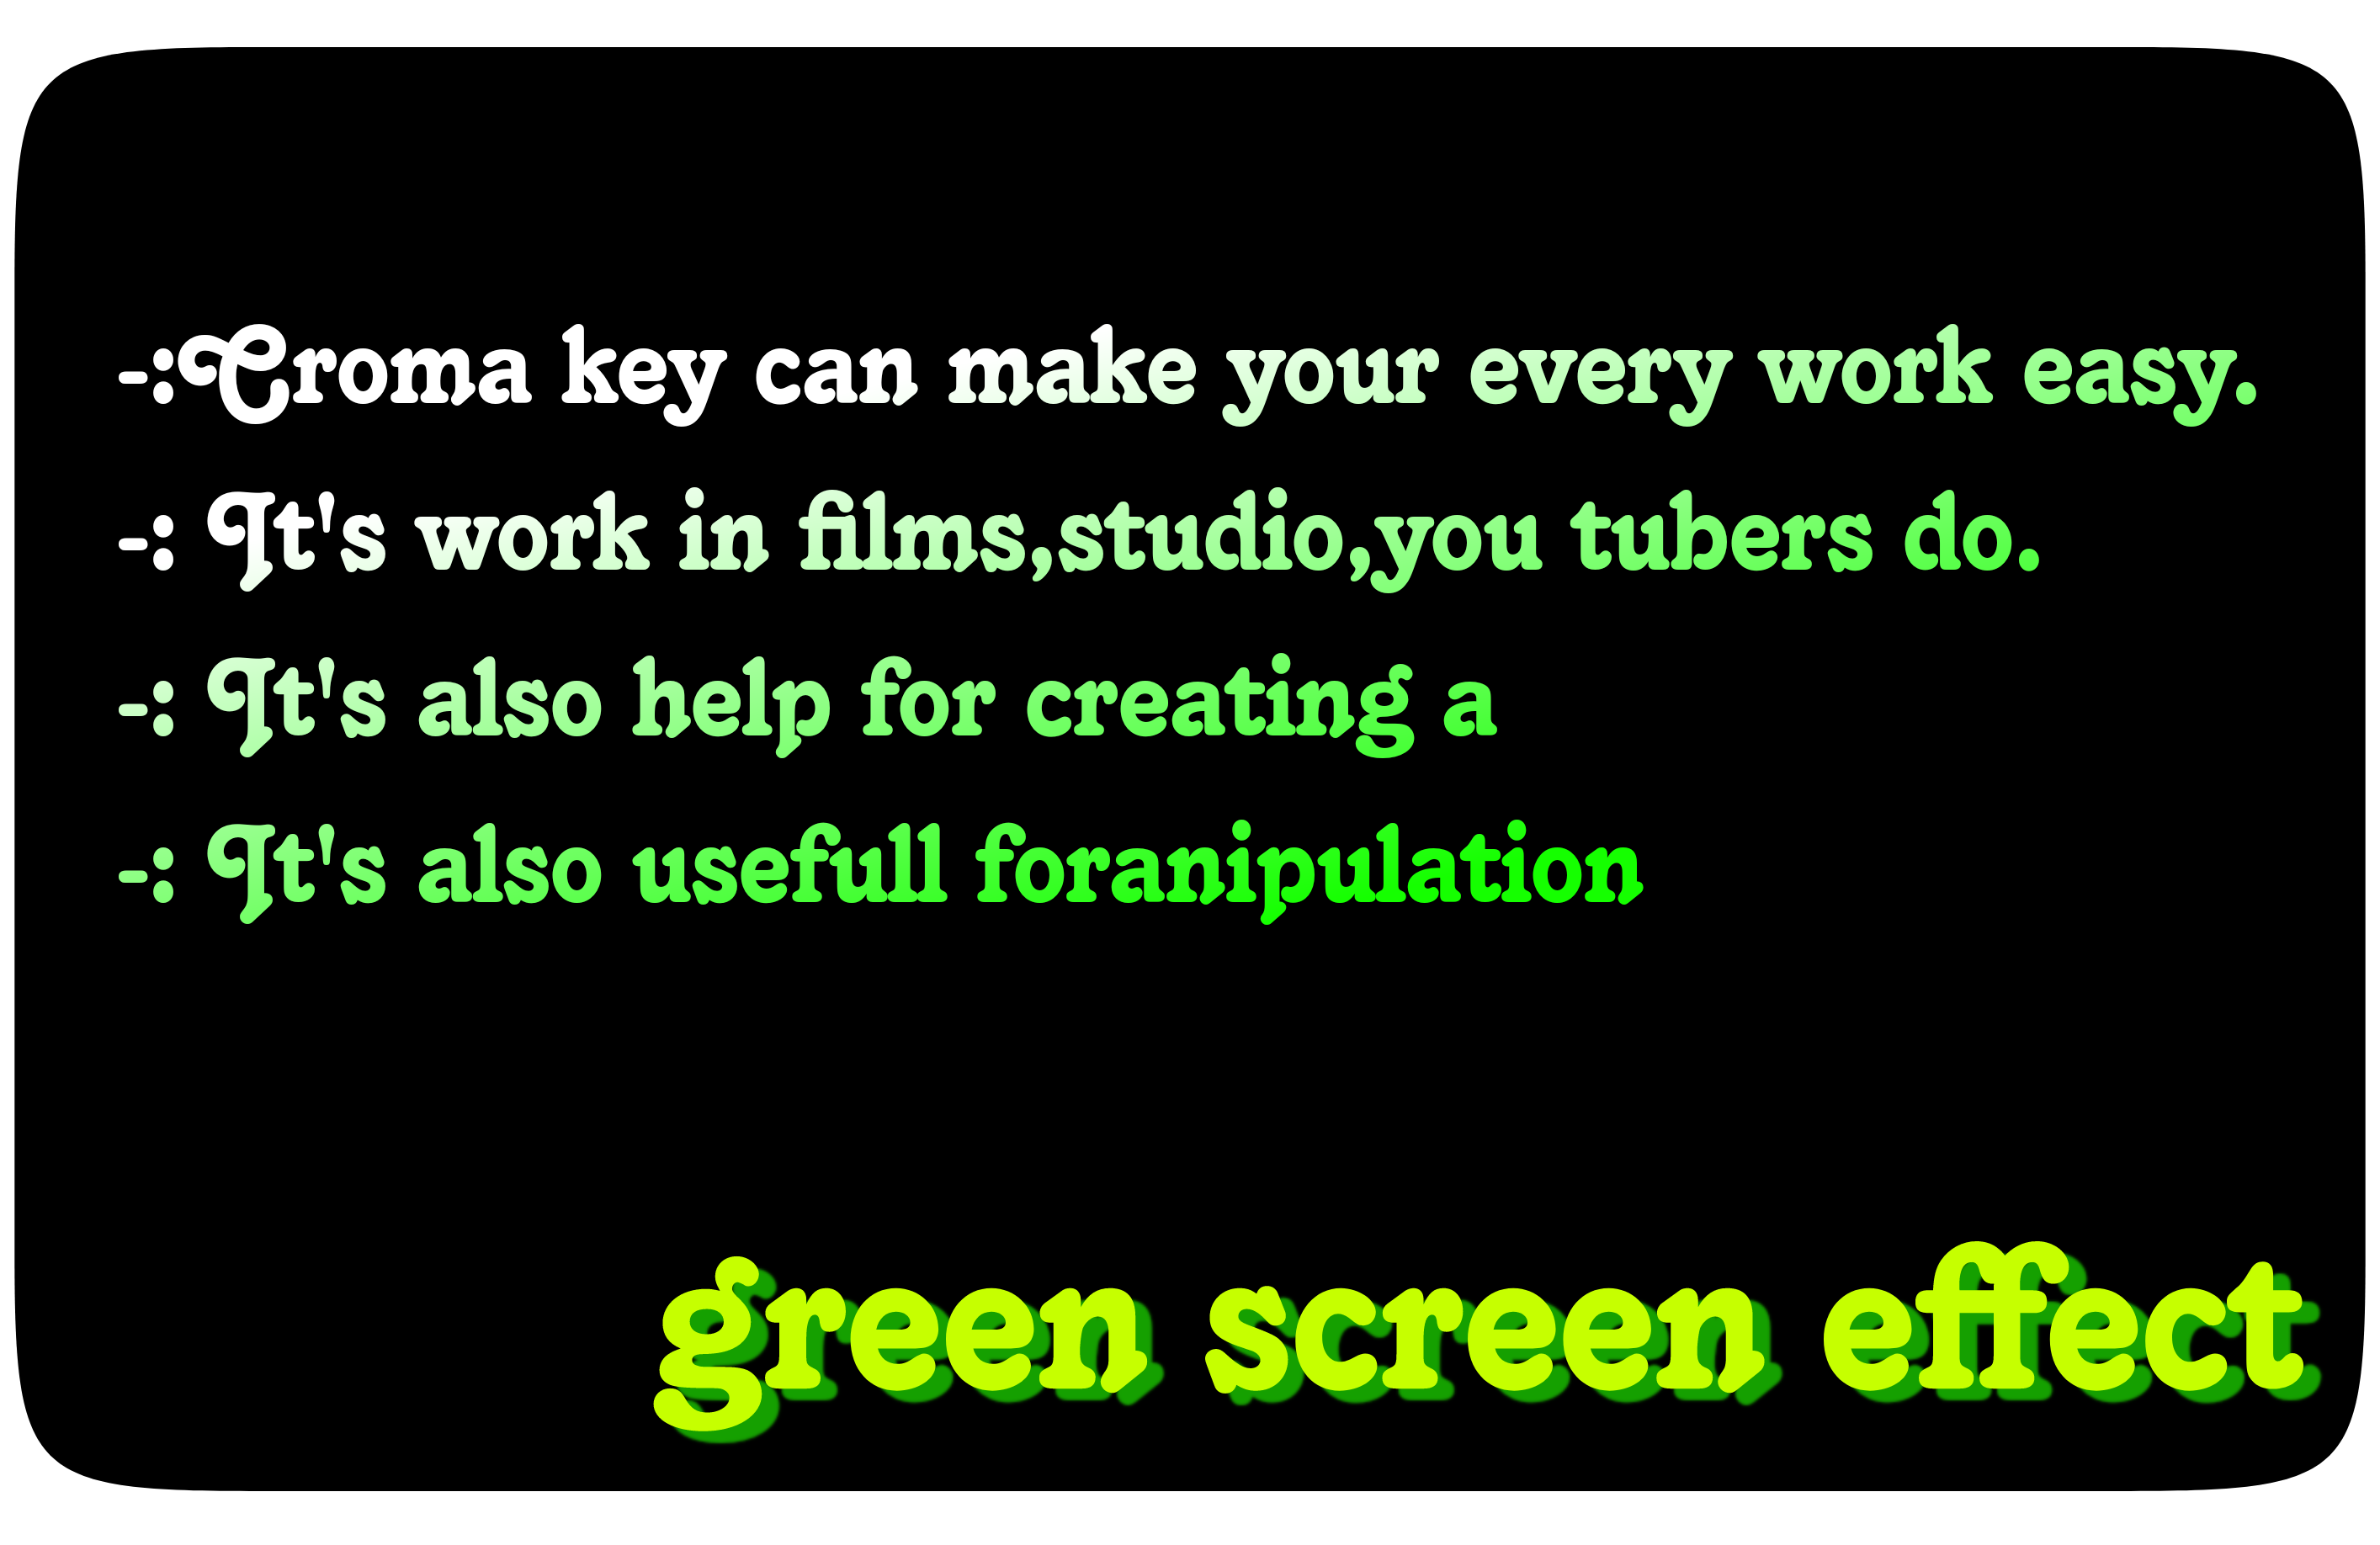 -:Croma key can make your every work easy.
-: It's work in films,studio,you tubers do.
-: It's also help for creating a
-: It's also usefull foranipulation
green screen effect